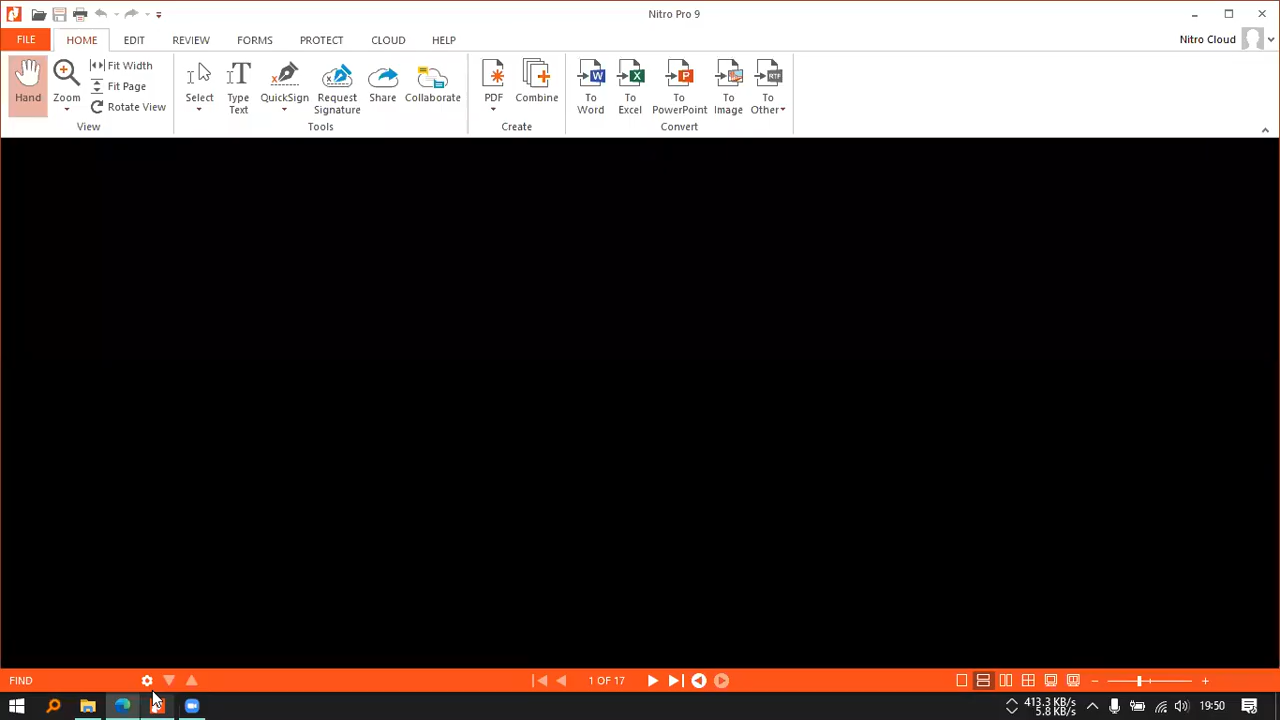 Nitro Pro 9
FILE HOME EDIT REVIEW FORMS PROTECT CLOUD HELP Nitro Cloud
Hand
Zoom
Fit Width
Fit Page
Rotate View
View
Select
Type Text
QuickSign
Request Signature
Share
Collaborate
Tools
PDF
Combine
Create
To Word
To Excel
To PowerPoint
To Image
To Other
Convert
FIND 1 OF 17
413.3 KB/s
5.8 KB/s
19:50